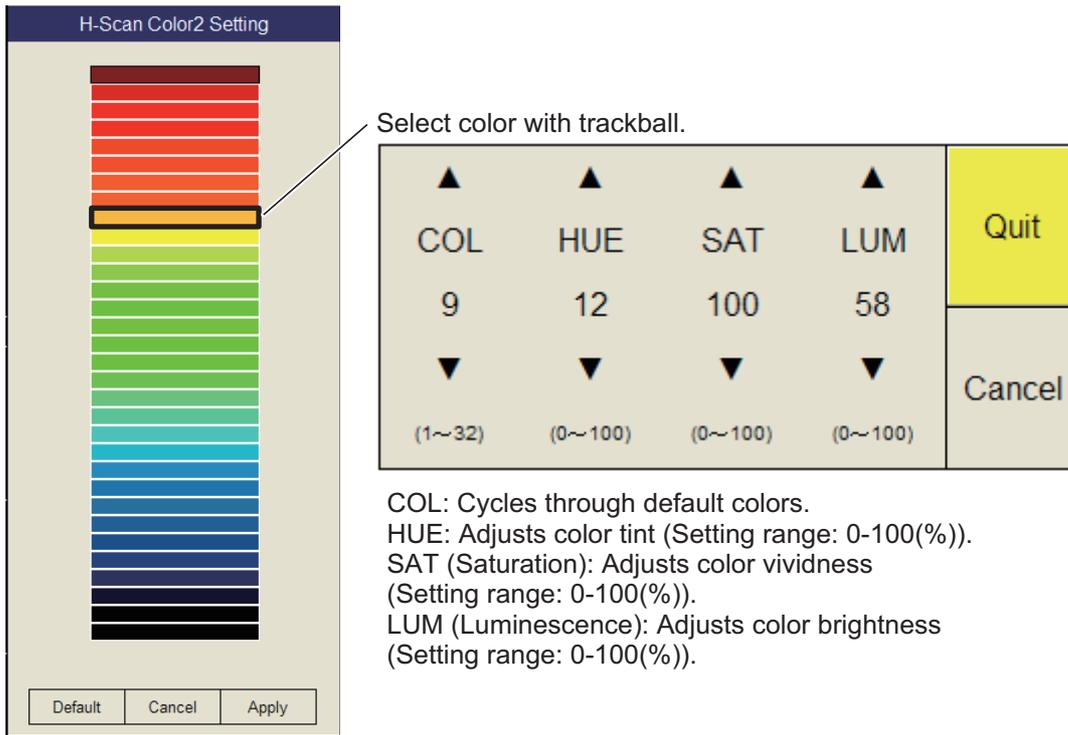 H-Scan Color2 Setting
Select color with trackball.
▲ ▲ ▲ ▲
COL HUE SAT LUM
9 12 100 58
▼ ▼ ▼ ▼
(1~32) (0~100) (0~100) (0~100)
Quit
Cancel
COL: Cycles through default colors.
HUE: Adjusts color tint (Setting range: 0-100(%)).
SAT (Saturation): Adjusts color vividness
(Setting range: 0-100(%)).
LUM (Luminescence): Adjusts color brightness
(Setting range: 0-100(%)).
Default Cancel Apply